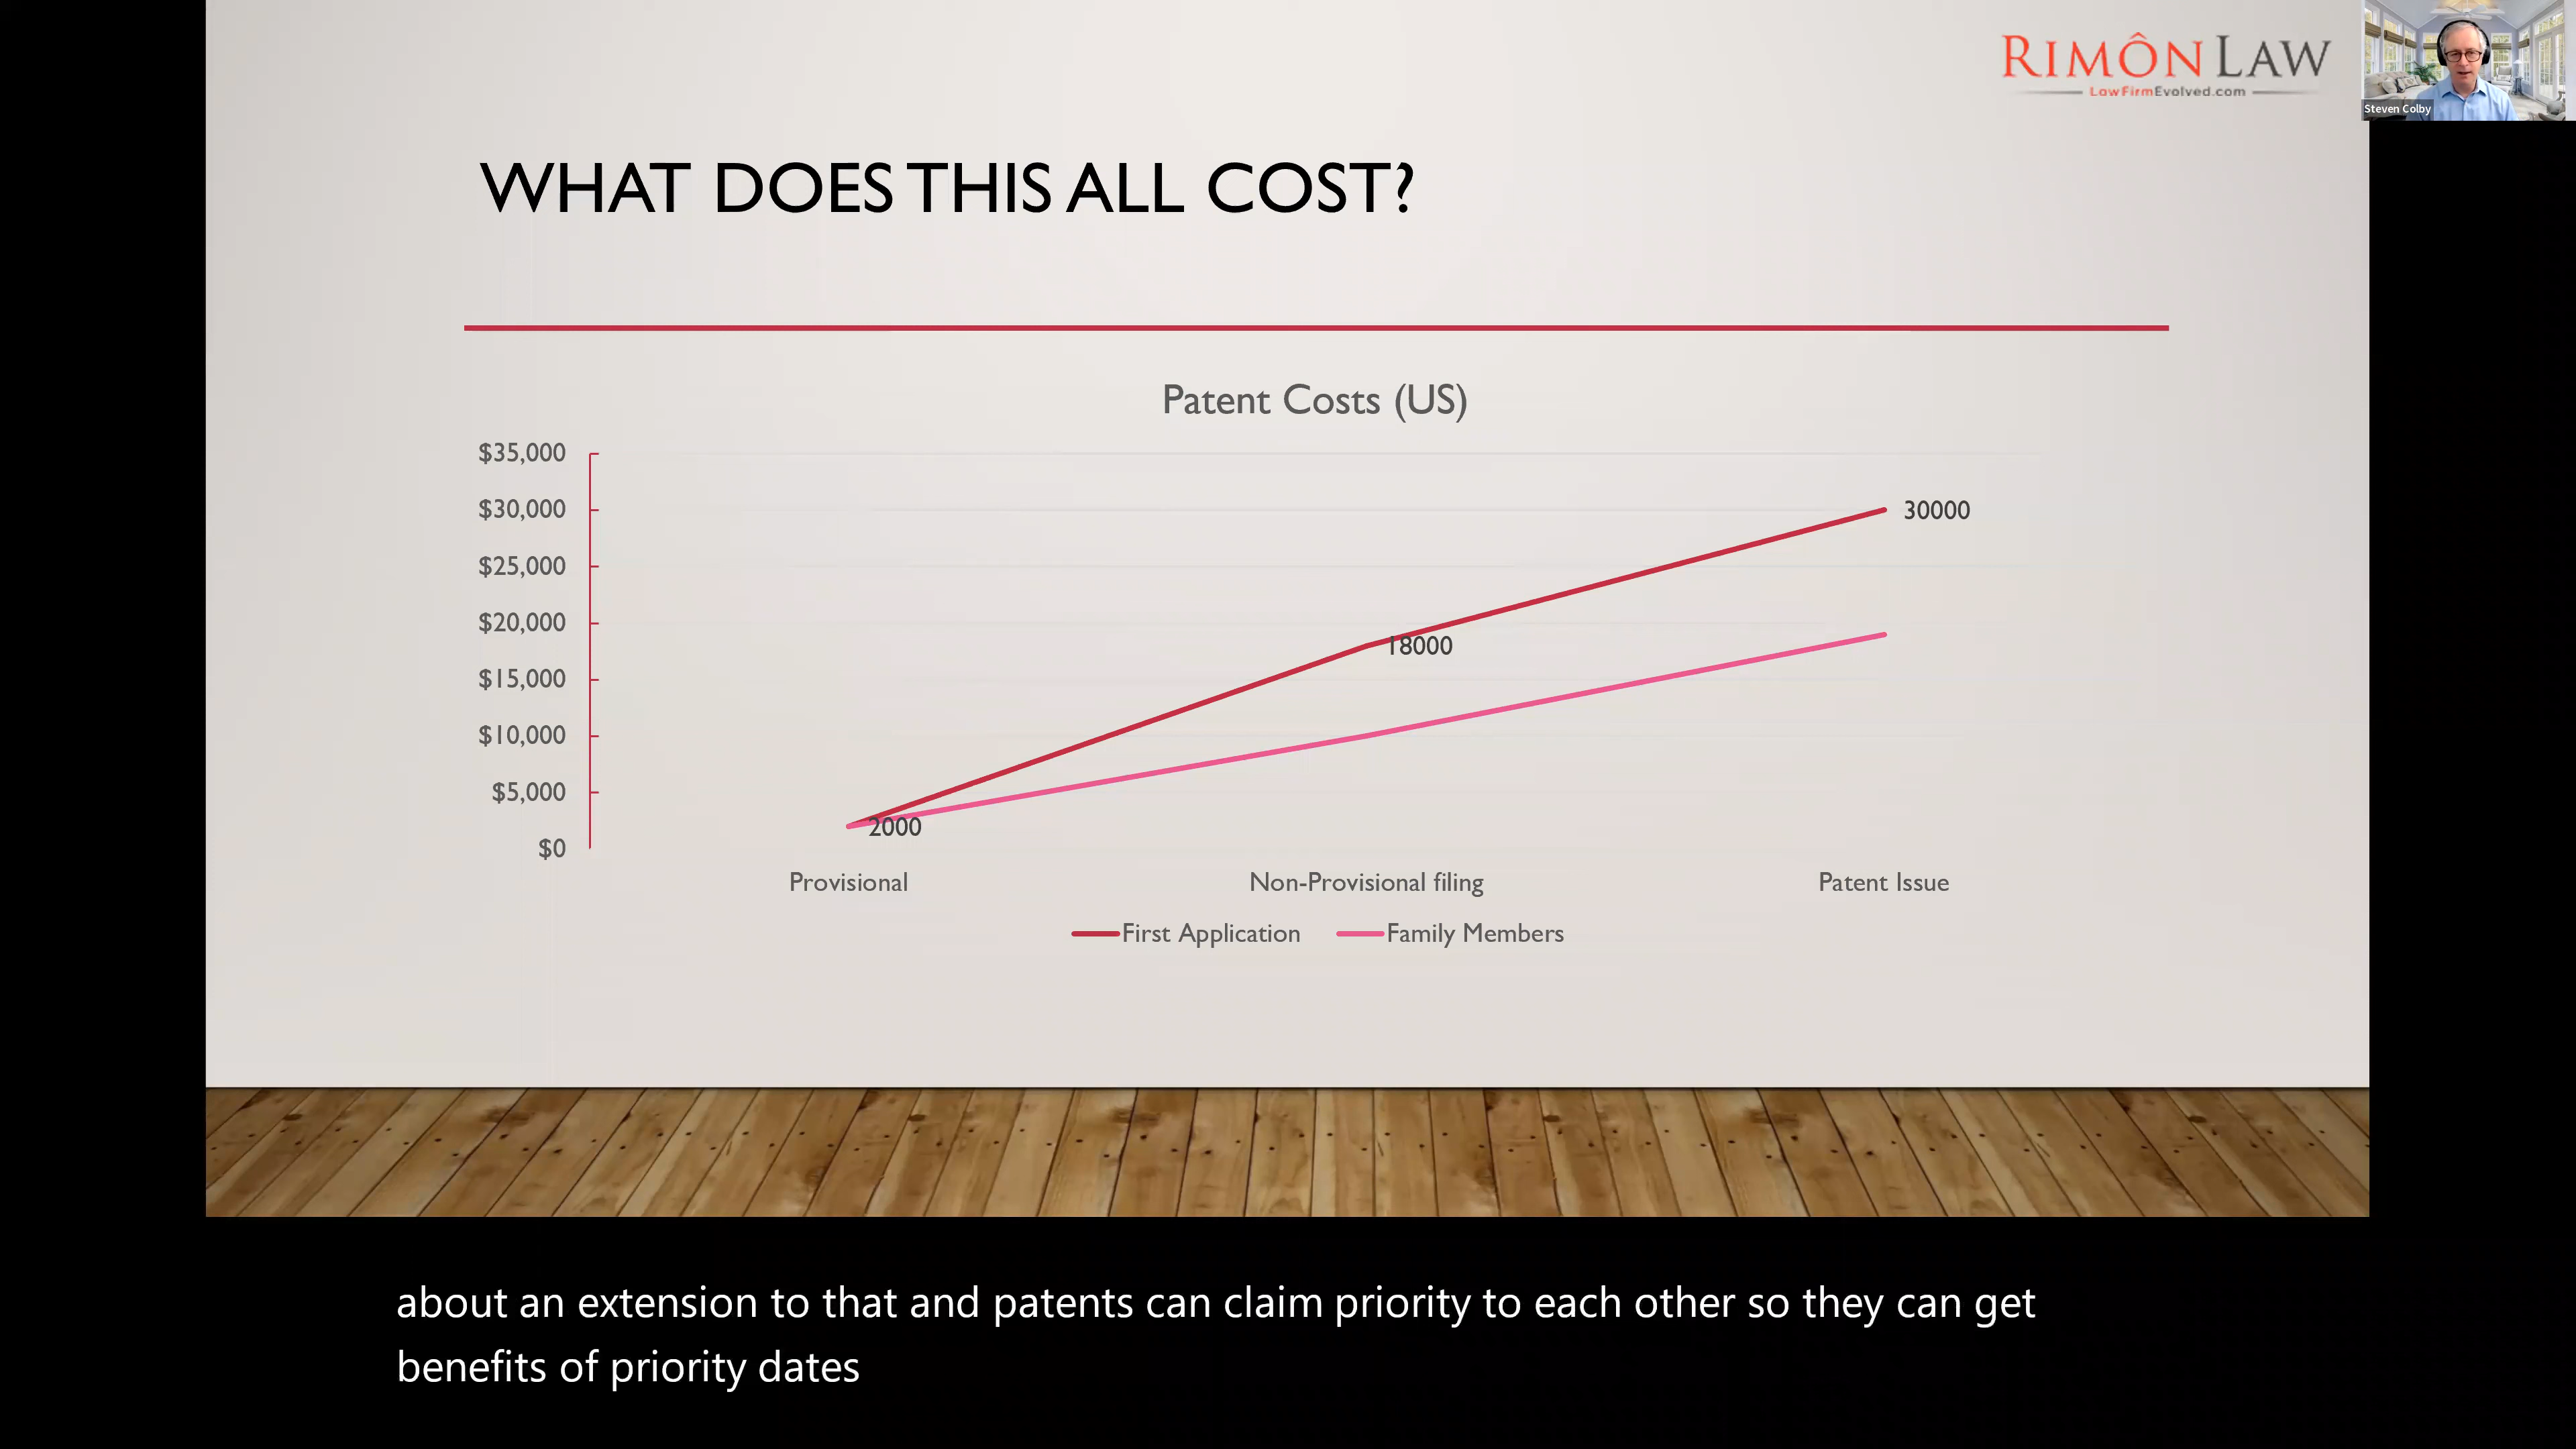 RIMÔN LAW
LawFirmEvolved.com
Steven Colby
WHAT DOES THIS ALL COST?
Patent Costs (US)
$35,000
$30,000
$25,000
$20,000
$15,000
$10,000
$5,000
$0
30000
18000
2000
Provisional
Non-Provisional filing
Patent Issue
First Application
Family Members
about an extension to that and patents can claim priority to each other so they can get
benefits of priority dates